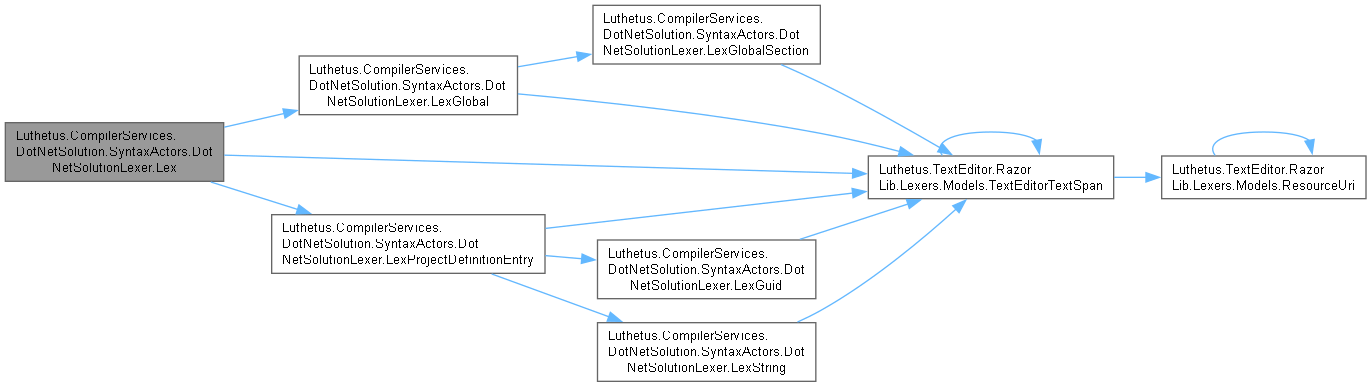 Luthetus.CompilerServices.
DotNetSolution.SyntaxActors.Dot
NetSolutionLexer.Lex
Luthetus.CompilerServices.
DotNetSolution.SyntaxActors.Dot
NetSolutionLexer.LexGlobal
Luthetus.CompilerServices.
DotNetSolution.SyntaxActors.Dot
NetSolutionLexer.LexGlobalSection
Luthetus.CompilerServices.
DotNetSolution.SyntaxActors.Dot
NetSolutionLexer.LexProjectDefinitionEntry
Luthetus.CompilerServices.
DotNetSolution.SyntaxActors.Dot
NetSolutionLexer.LexGuid
Luthetus.CompilerServices.
DotNetSolution.SyntaxActors.Dot
NetSolutionLexer.LexString
Luthetus.TextEditor.Razor
Lib.Lexers.Models.TextEditorTextSpan
Luthetus.TextEditor.Razor
Lib.Lexers.Models.ResourceUri